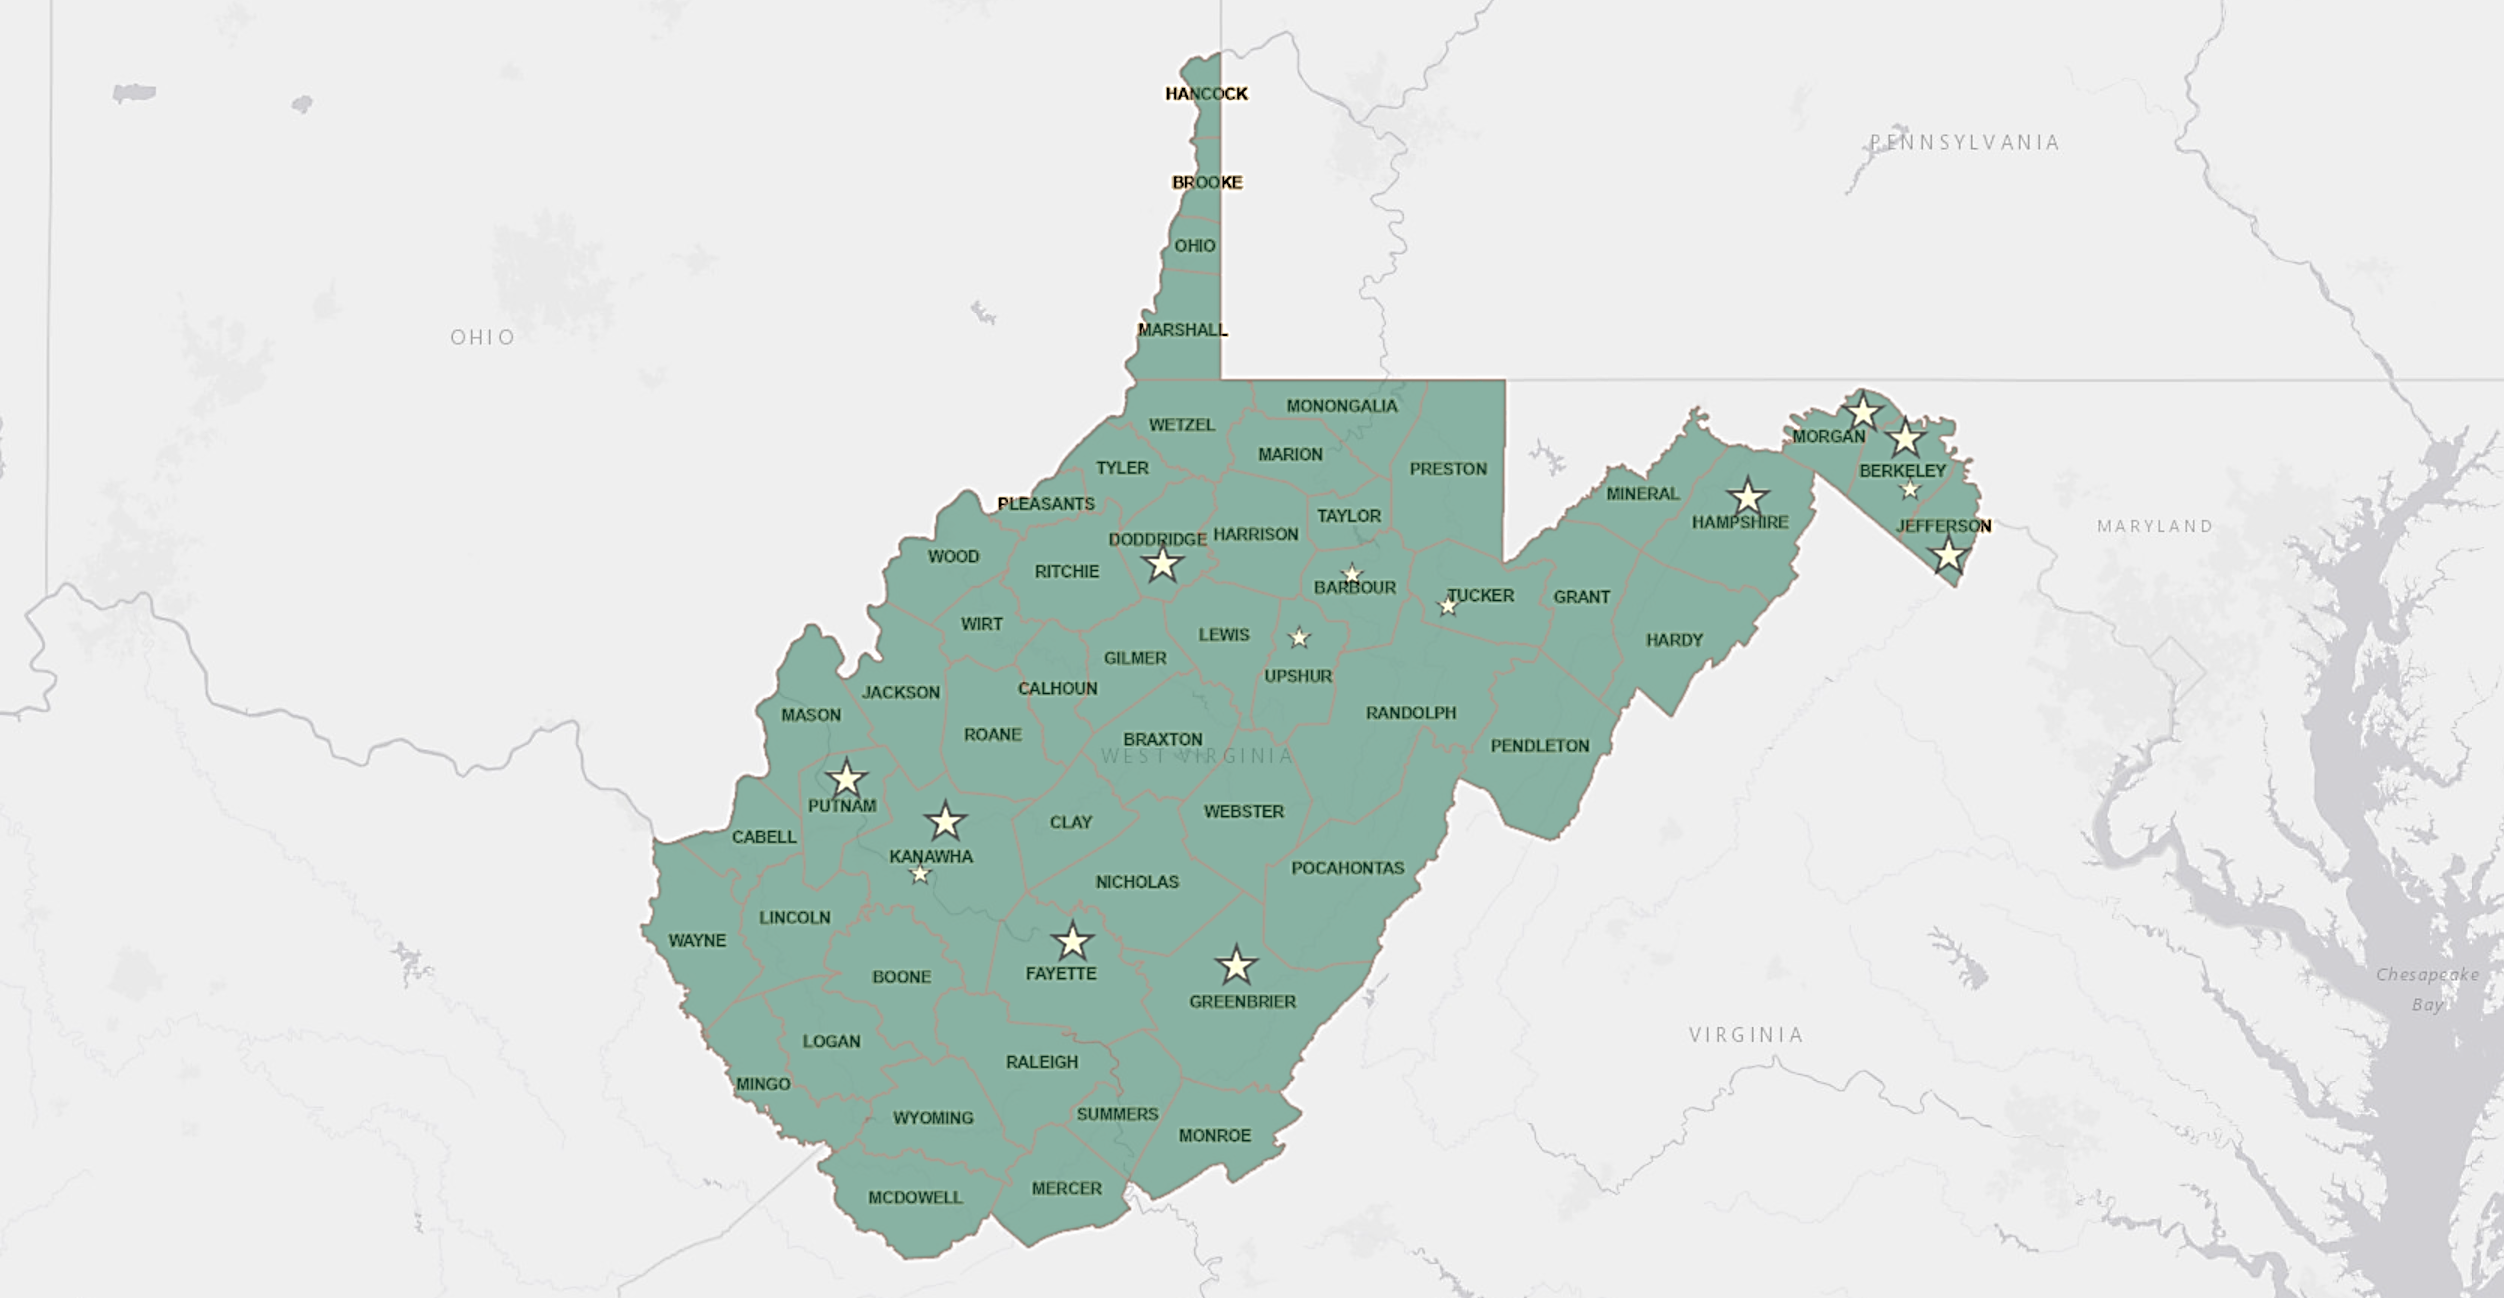 HANCOCK
PENNSYLVANIA
BROOKE
OHIO
MARSHALL
OHIO
MONONGALIA
WETZEL
MORGAN
MARION
TYLER
PRESTON
BERKELEY
MINERAL
PLEASANTS
TAYLOR
HAMPSHIRE
JEFFERSON
MARYLAND
HARRISON
DODDRIDGE
WOOD
RITCHIE
BARBOUR
TUCKER
GRANT
WIRT
LEWIS
HARDY
GILMER
UPSHUR
CALHOUN
JACKSON
RANDOLPH
MASON
ROANE
BRAXTON
PENDLETON
WEST VIRGINIA
PUTNAM
WEBSTER
CLAY
CABELL
KANAWHA
POCAHONTAS
NICHOLAS
LINCOLN
WAYNE
FAYETTE
BOONE
Chesapeake
Bay
GREENBRIER
VIRGINIA
LOGAN
RALEIGH
MINGO
SUMMERS
WYOMING
MONROE
MERCER
MCDOWELL